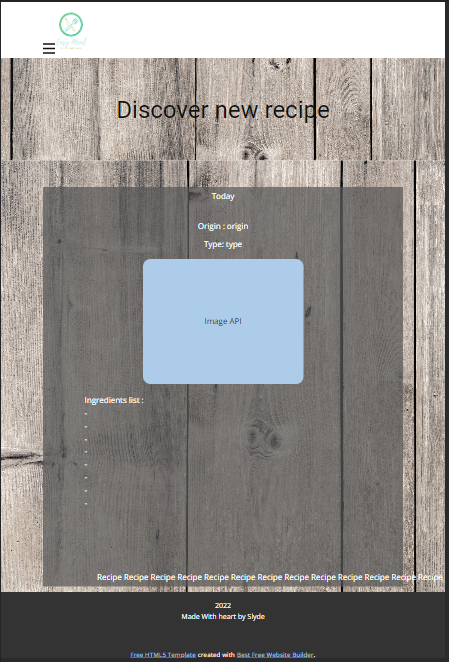 Easy Meal
Discover new recipe
Today
Origin : origin
Type: type
Image API
Ingredients list :
-
-
-
-
-
-
-
-
Recipe Recipe Recipe Recipe Recipe Recipe Recipe Recipe Recipe Recipe Recipe Recipe Recipe
2022
Made With heart by Slyde
Free HTML5 Template created with Best Free Website Builder.